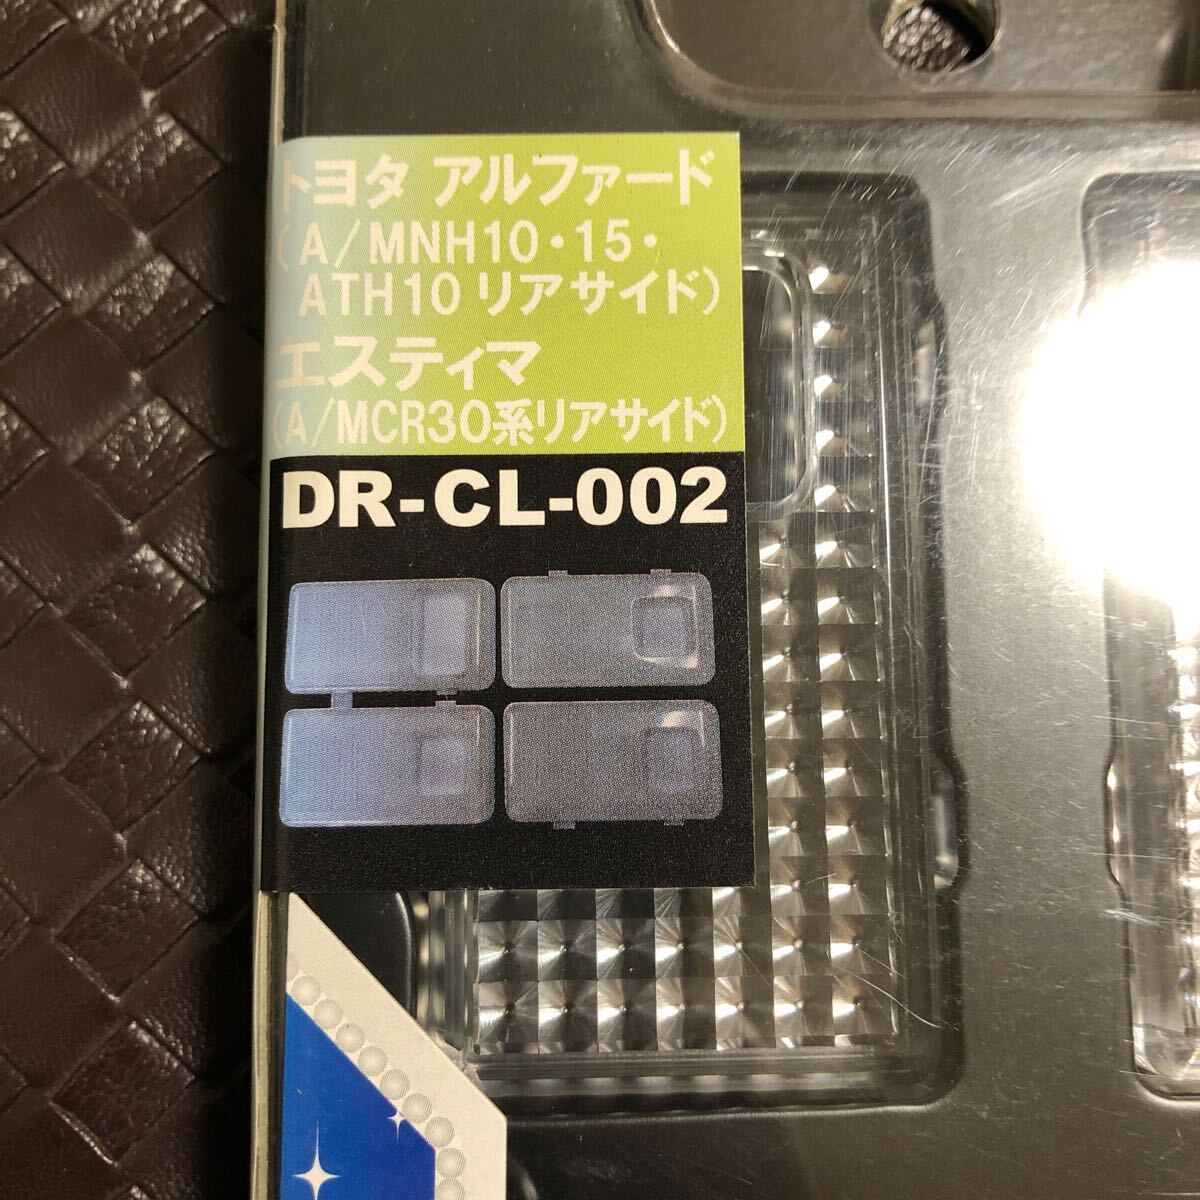 トヨタ アルファード
(A/MNH10・15・
ATH10 リアサイド)
エスティマ
(A/MCR30系リアサイド)
DR-CL-002